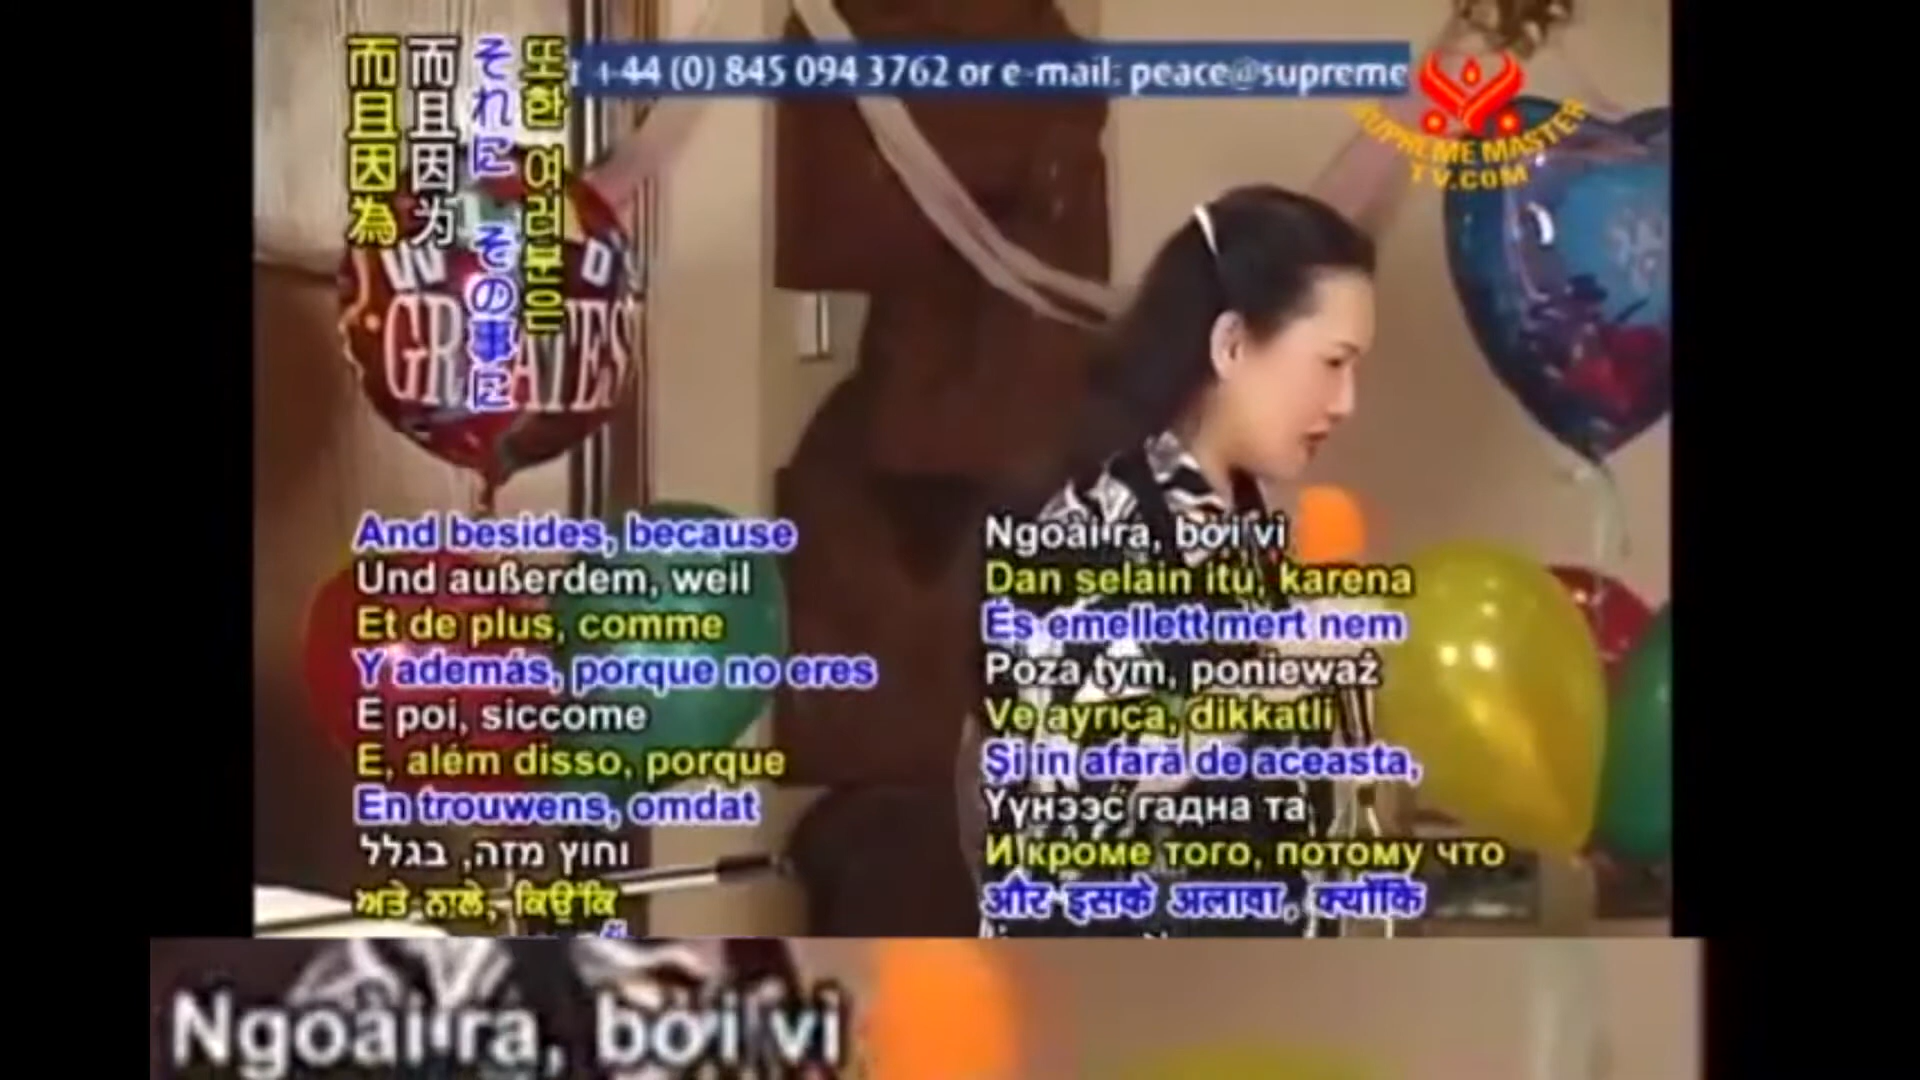 +44 (0) 845 094 3762 or e-mail: peace@supreme
SUPREME MASTER
TV.COM
또한 여러분은
それに その事に
而且因为
而且因為
GREATEST
And besides, because
Und außerdem, weil
Et de plus, comme
Y además, porque no eres
E poi, siccome
E, além disso, porque
En trouwens, omdat
וחוץ מזה, בגלל
ਅਤੇ ਨਾਲੇ, ਕਿਉਂਕਿ
Ngoài ra, bởi vì
Dan selain itu, karena
És emellett mert nem
Poza tym, ponieważ
Ve ayrıca, dikkatli
Și în afară de aceasta,
Үүнээс гадна та
И кроме того, потому что
और इसके अलावा, क्योंकि
Ngoài ra, bởi vì